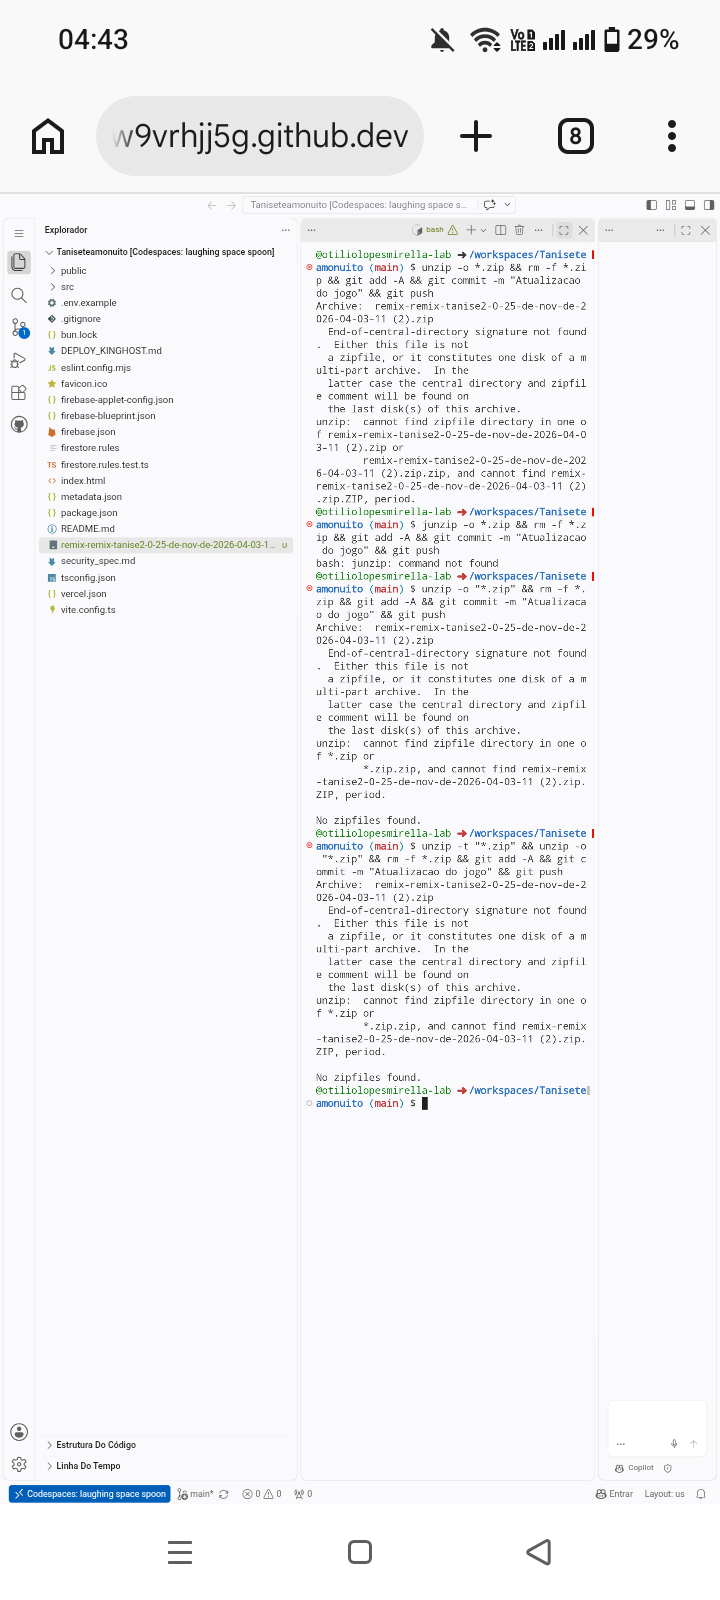 04:43
Vo LTE2
29%
w9vrhjj5g.github.dev
8
Taniseteamonuito [Codespaces: laughing space s...
Explorador
bash
Taniseteamonuito [Codespaces: laughing space spoon]
public
src
.env.example
.gitignore
bun.lock
DEPLOY_KINGHOST.md
eslint.config.mjs
favicon.ico
firebase-applet-config.json
firebase-blueprint.json
firebase.json
firestore.rules
firestore.rules.test.ts
index.html
metadata.json
package.json
README.md
remix-remix-tanise2-0-25-de-nov-de-2026-04-03-1... U
security_spec.md
tsconfig.json
vercel.json
vite.config.ts
1
@otiliolopesmirella-lab ➜ /workspaces/Tanisete
amonuito (main) $ unzip -o *.zip && rm -f *.zi
p && git add -A && git commit -m "Atualizacao
do jogo" && git push
Archive: remix-remix-tanise2-0-25-de-nov-de-2
026-04-03-11 (2).zip
End-of-central-directory signature not found
. Either this file is not
a zipfile, or it constitutes one disk of a m
ulti-part archive. In the
latter case the central directory and zipfil
e comment will be found on
the last disk(s) of this archive.
unzip: cannot find zipfile directory in one o
f remix-remix-tanise2-0-25-de-nov-de-2026-04-0
3-11 (2).zip or
remix-remix-tanise2-0-25-de-nov-de-202
6-04-03-11 (2).zip.zip, and cannot find remix-
remix-tanise2-0-25-de-nov-de-2026-04-03-11 (2)
.zip.ZIP, period.
@otiliolopesmirella-lab ➜ /workspaces/Tanisete
amonuito (main) $ junzip -o *.zip && rm -f *.z
ip && git add -A && git commit -m "Atualizacao
do jogo" && git push
bash: junzip: command not found
@otiliolopesmirella-lab ➜ /workspaces/Tanisete
amonuito (main) $ unzip -o "*.zip" && rm -f *.
zip && git add -A && git commit -m "Atualizaca
o do jogo" && git push
Archive: remix-remix-tanise2-0-25-de-nov-de-2
026-04-03-11 (2).zip
End-of-central-directory signature not found
. Either this file is not
a zipfile, or it constitutes one disk of a m
ulti-part archive. In the
latter case the central directory and zipfil
e comment will be found on
the last disk(s) of this archive.
unzip: cannot find zipfile directory in one o
f *.zip or
*.zip.zip, and cannot find remix-remix
-tanise2-0-25-de-nov-de-2026-04-03-11 (2).zip.
ZIP, period.
No zipfiles found.
@otiliolopesmirella-lab ➜ /workspaces/Tanisete
amonuito (main) $ unzip -t "*.zip" && unzip -o
"*.zip" && rm -f *.zip && git add -A && git c
ommit -m "Atualizacao do jogo" && git push
Archive: remix-remix-tanise2-0-25-de-nov-de-2
026-04-03-11 (2).zip
End-of-central-directory signature not found
. Either this file is not
a zipfile, or it constitutes one disk of a m
ulti-part archive. In the
latter case the central directory and zipfil
e comment will be found on
the last disk(s) of this archive.
unzip: cannot find zipfile directory in one o
f *.zip or
*.zip.zip, and cannot find remix-remix
-tanise2-0-25-de-nov-de-2026-04-03-11 (2).zip.
ZIP, period.
No zipfiles found.
@otiliolopesmirella-lab ➜ /workspaces/Tanisete
amonuito (main) $
Estrutura Do Código
Linha Do Tempo
Copilot
Codespaces: laughing space spoon
main*
0
0
0
Entrar
Layout: us